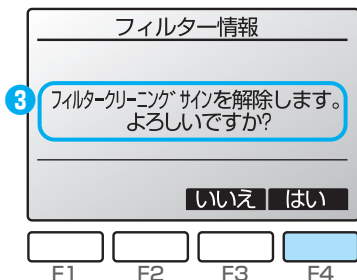 フィルター情報
3
フィルタークリーニングサインを解除します。
よろしいですか?
いいえ はい
F1 F2 F3 F4